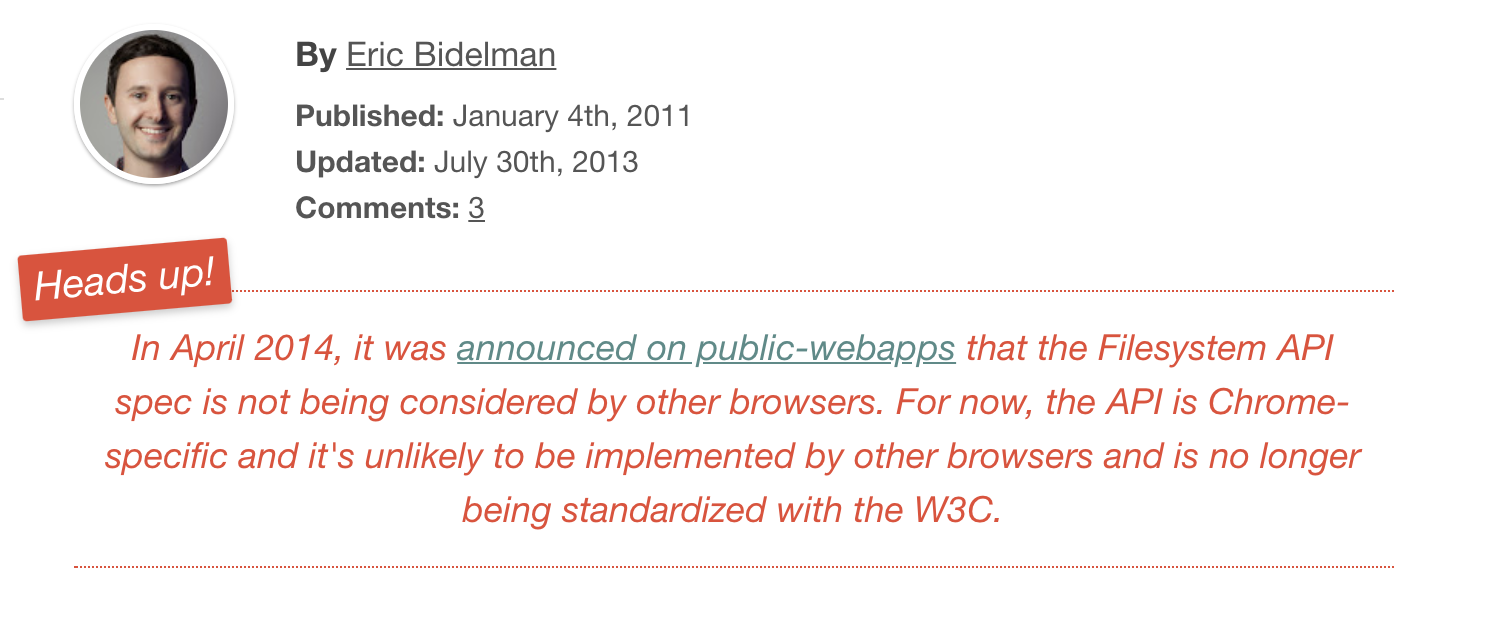 By Eric Bidelman
Published: January 4th, 2011
Updated: July 30th, 2013
Comments: 3
Heads up!
In April 2014, it was announced on public-webapps that the Filesystem API
spec is not being considered by other browsers. For now, the API is Chrome-
specific and it's unlikely to be implemented by other browsers and is no longer
being standardized with the W3C.